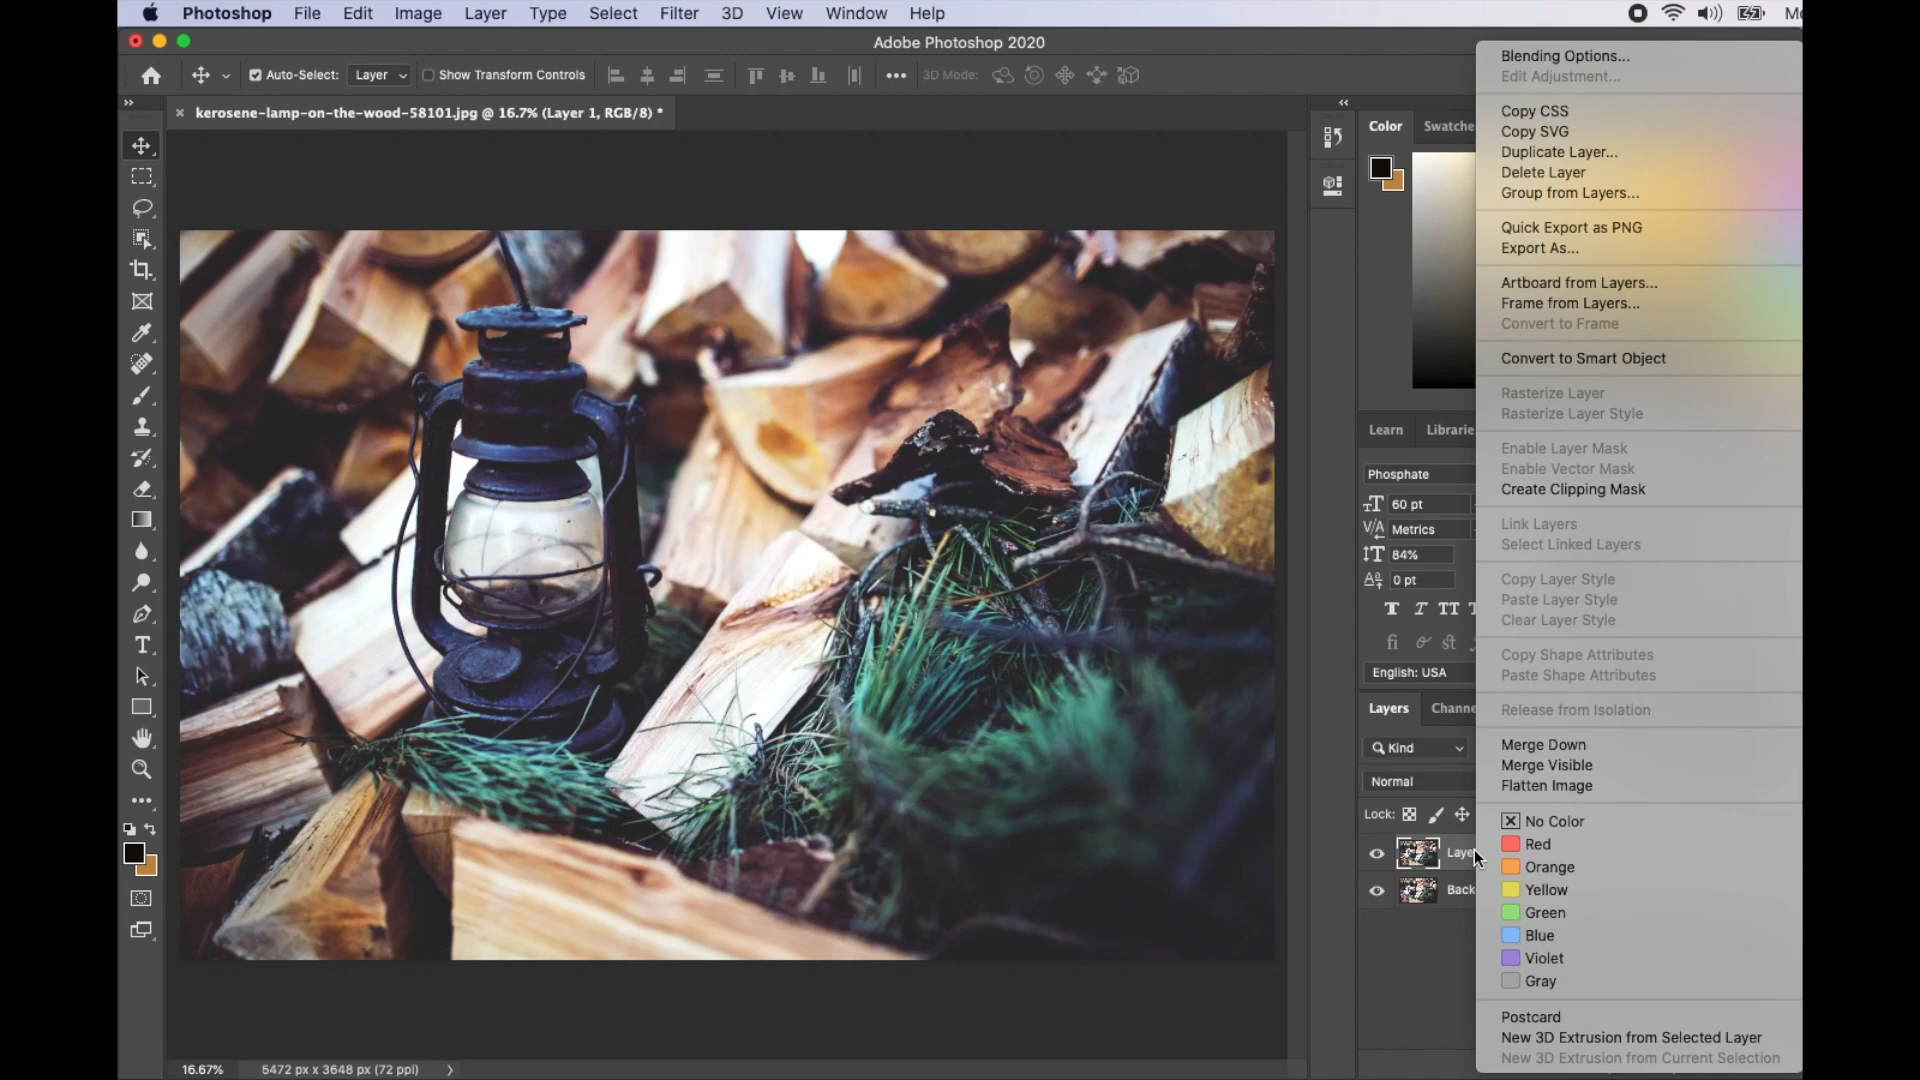 Photoshop File Edit Image Layer Type Select Filter 3D View Window Help
Adobe Photoshop 2020
Auto-Select: Layer Show Transform Controls 3D Mode:
kerosene-lamp-on-the-wood-58101.jpg @ 16.7% (Layer 1, RGB/8) *
Color Swatche
Learn Librarie
Phosphate
60 pt
Metrics
84%
0 pt
English: USA
Layers Channe
Kind
Normal
Lock:
Laye
Back
Blending Options...
Edit Adjustment...
Copy CSS
Copy SVG
Duplicate Layer...
Delete Layer
Group from Layers...
Quick Export as PNG
Export As...
Artboard from Layers...
Frame from Layers...
Convert to Frame
Convert to Smart Object
Rasterize Layer
Rasterize Layer Style
Enable Layer Mask
Enable Vector Mask
Create Clipping Mask
Link Layers
Select Linked Layers
Copy Layer Style
Paste Layer Style
Clear Layer Style
Copy Shape Attributes
Paste Shape Attributes
Release from Isolation
Merge Down
Merge Visible
Flatten Image
No Color
Red
Orange
Yellow
Green
Blue
Violet
Gray
Postcard
New 3D Extrusion from Selected Layer
New 3D Extrusion from Current Selection
16.67% 5472 px x 3648 px (72 ppi)